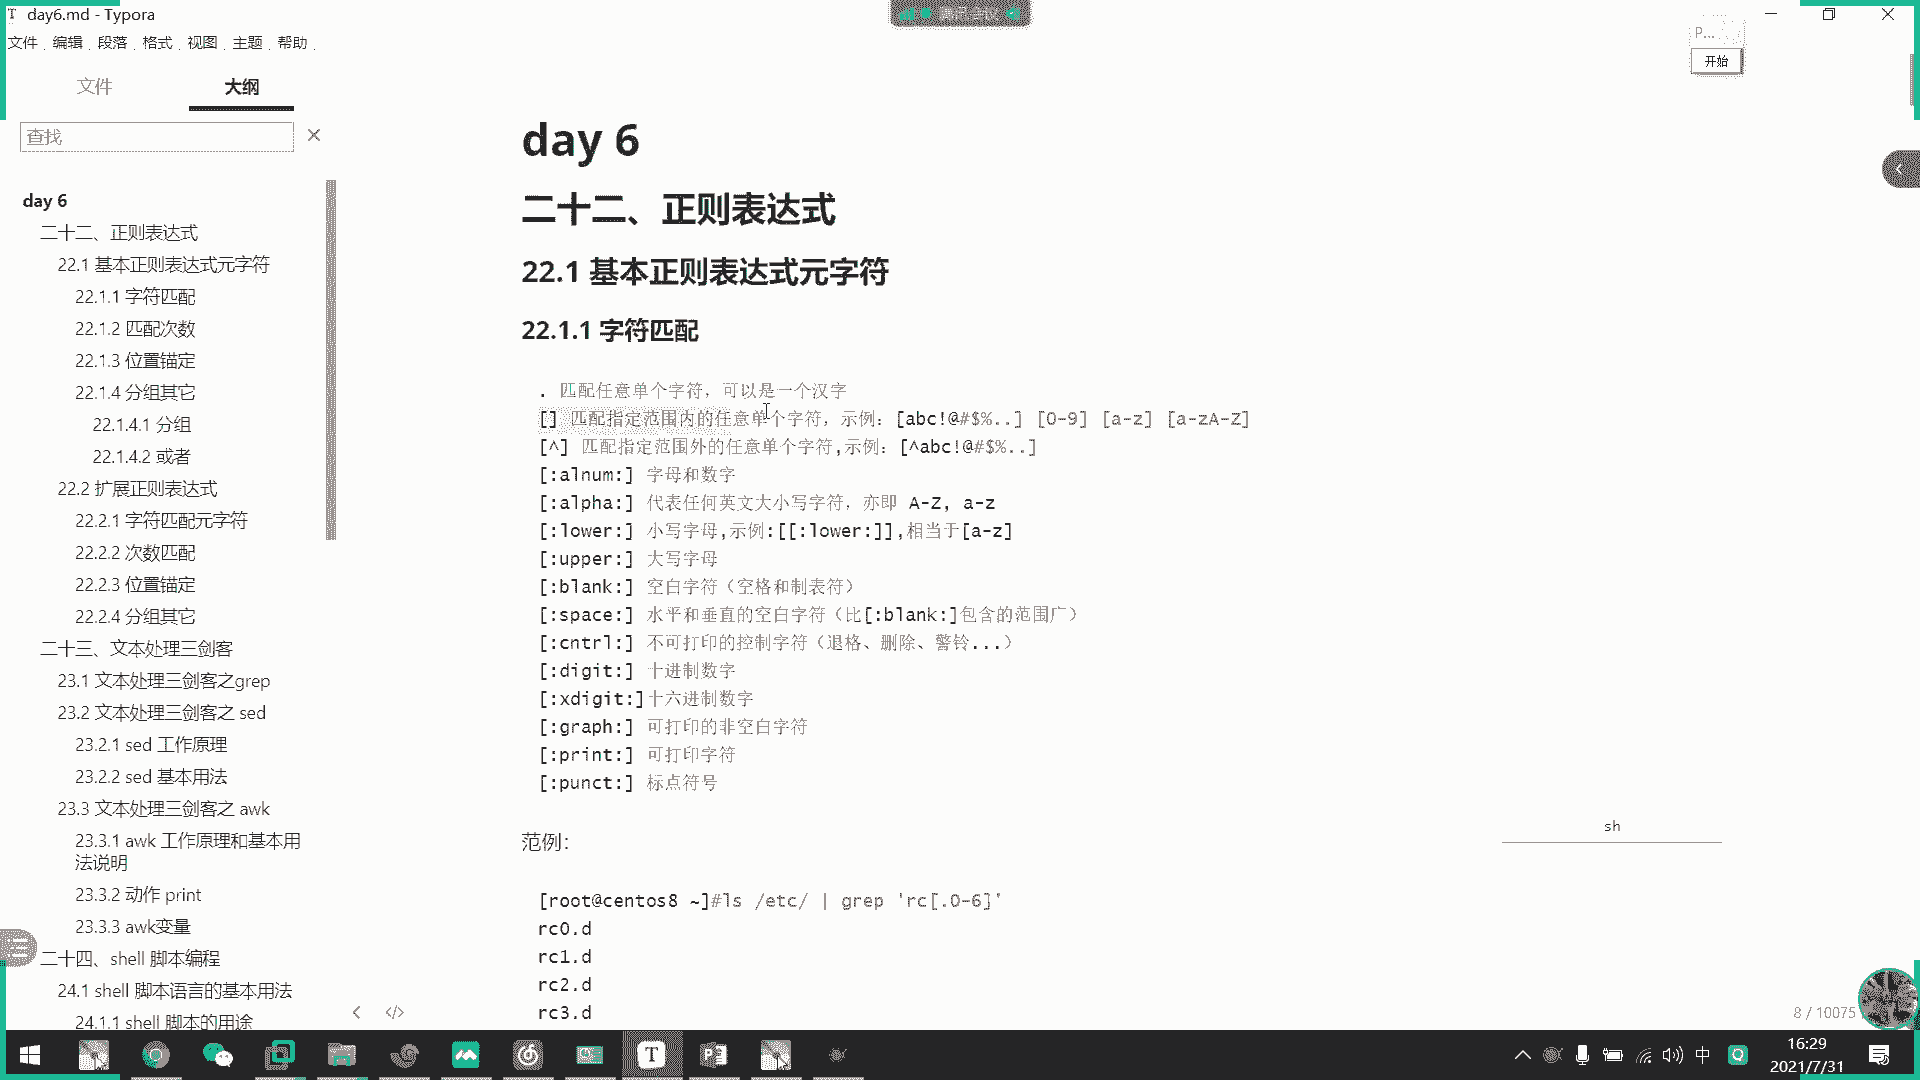 day6.md - Typora
文件 编辑 段落 格式 视图 主题 帮助
P...
开始
文件 大纲
查找
day 6
二十二、正则表达式
22.1 基本正则表达式元字符
22.1.1 字符匹配
22.1.2 匹配次数
22.1.3 位置锚定
22.1.4 分组其它
22.1.4.1 分组
22.1.4.2 或者
22.2 扩展正则表达式
22.2.1 字符匹配元字符
22.2.2 次数匹配
22.2.3 位置锚定
22.2.4 分组其它
二十三、文本处理三剑客
23.1 文本处理三剑客之grep
23.2 文本处理三剑客之 sed
23.2.1 sed 工作原理
23.2.2 sed 基本用法
23.3 文本处理三剑客之 awk
23.3.1 awk 工作原理和基本用
法说明
23.3.2 动作 print
23.3.3 awk变量
二十四、shell 脚本编程
24.1 shell 脚本语言的基本用法
24.1.1 shell 脚本的用途
day 6
二十二、正则表达式
22.1 基本正则表达式元字符
22.1.1 字符匹配
. 匹配任意单个字符，可以是一个汉字
[] 匹配指定范围内的任意单个字符，示例：[abc!@#$%..] [0-9] [a-z] [a-zA-Z]
[^] 匹配指定范围外的任意单个字符,示例：[^abc!@#$%..]
[:alnum:] 字母和数字
[:alpha:] 代表任何英文大小写字符，亦即 A-Z, a-z
[:lower:] 小写字母,示例:[[:lower:]],相当于[a-z]
[:upper:] 大写字母
[:blank:] 空白字符（空格和制表符）
[:space:] 水平和垂直的空白字符（比[:blank:]包含的范围广）
[:cntrl:] 不可打印的控制字符（退格、删除、警铃...）
[:digit:] 十进制数字
[:xdigit:]十六进制数字
[:graph:] 可打印的非空白字符
[:print:] 可打印字符
[:punct:] 标点符号
范例：
sh
[root@centos8 ~]#ls /etc/ | grep 'rc[.0-6]'
rc0.d
rc1.d
rc2.d
rc3.d
8 / 10075
中
16:29
2021/7/31